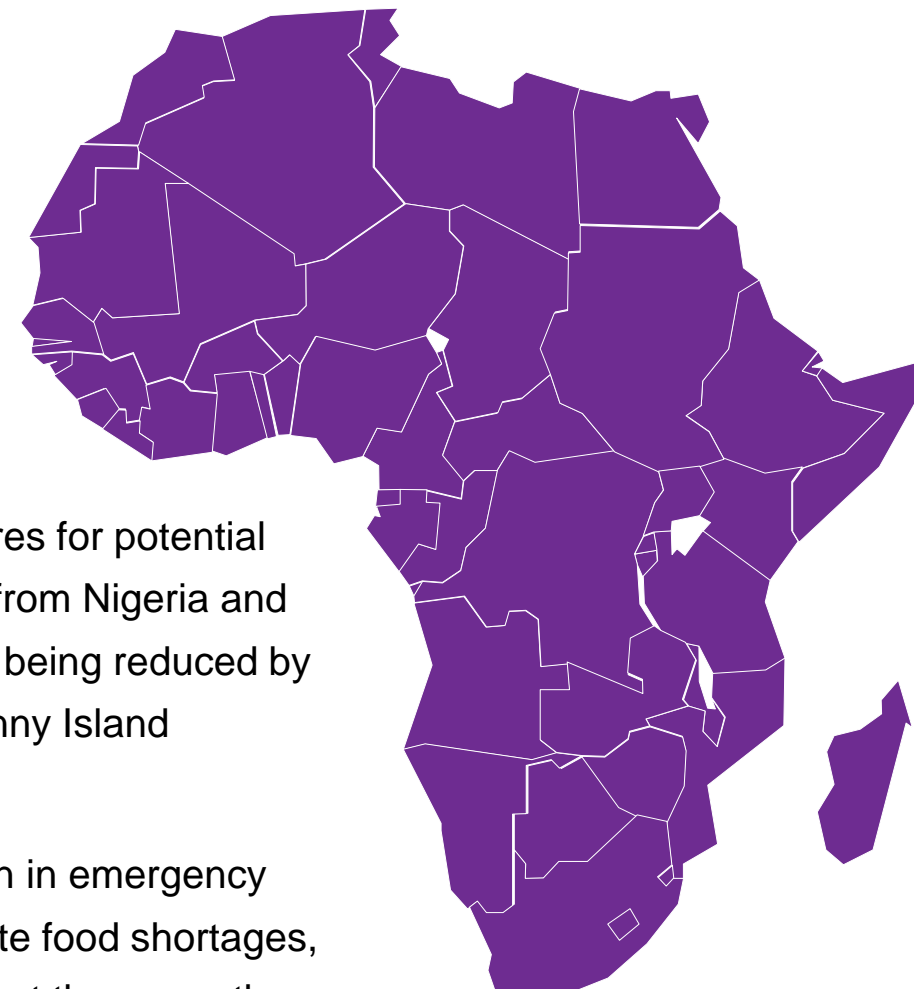 res for potential
from Nigeria and
being reduced by
nny Island
n in emergency
te food shortages,